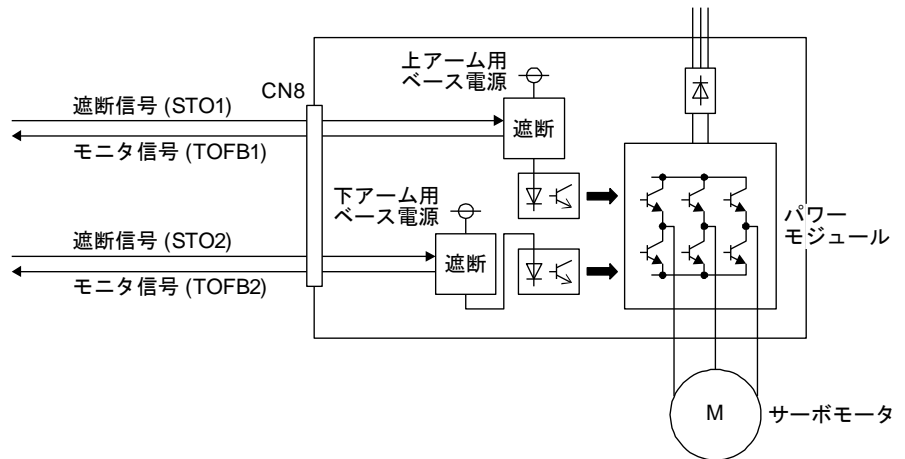 上アーム用
ベース電源
CN8
遮断信号 (STO1)
遮断
モニタ信号 (TOFB1)
下アーム用
ベース電源
パワー
モジュール
遮断信号 (STO2)
遮断
モニタ信号 (TOFB2)
M
サーボモータ